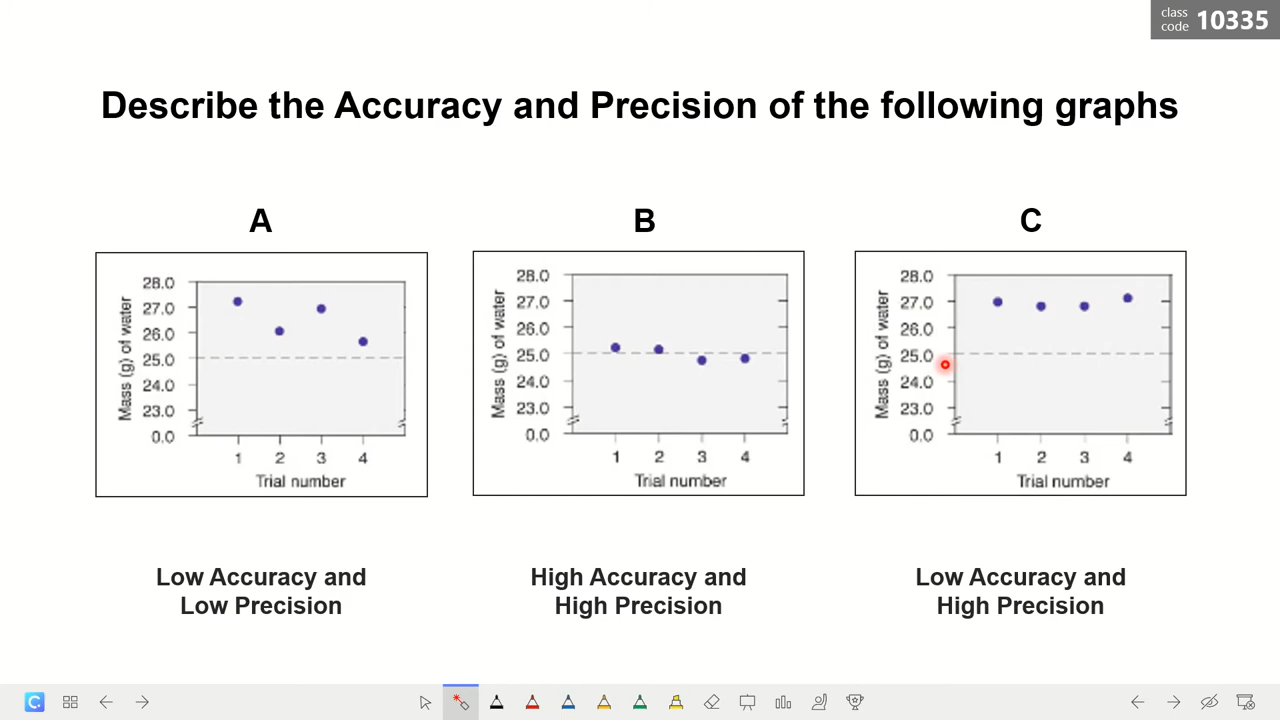 class
code 10335
Describe the Accuracy and Precision of the following graphs
A
B
C
28.0
27.0
26.0
25.0
24.0
23.0
0.0
Mass (g) of water
1 2 3 4
Trial number
28.0
27.0
26.0
25.0
24.0
23.0
0.0
Mass (g) of water
1 2 3 4
Trial number
28.0
27.0
26.0
25.0
24.0
23.0
0.0
Mass (g) of water
1 2 3 4
Trial number
Low Accuracy and
Low Precision
High Accuracy and
High Precision
Low Accuracy and
High Precision